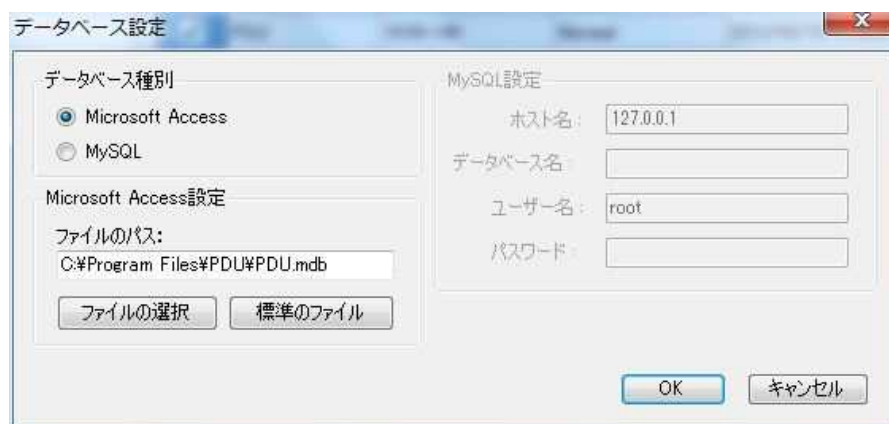 データベース設定
データベース種別
Microsoft Access
MySQL
Microsoft Access設定
ファイルのパス:
C:¥Program Files¥PDU¥PDU.mdb
ファイルの選択
標準のファイル
MySQL設定
ホスト名:
127.0.0.1
データベース名
ユーザー名:
root
パスワード:
OK
キャンセル